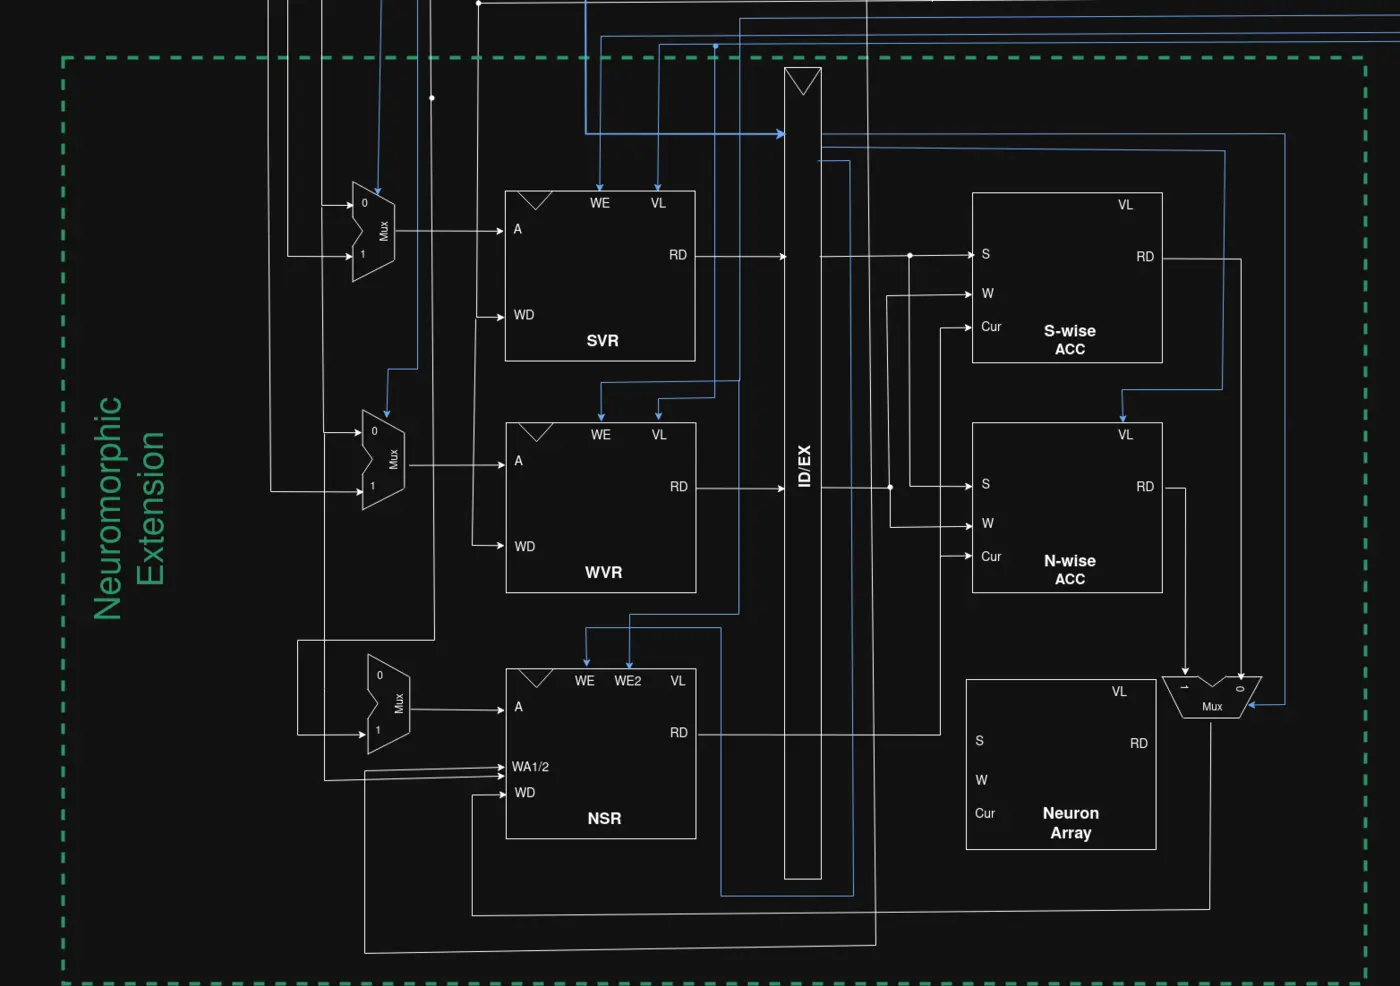 Neuromorphic
Extension
0
Mux
1
WE
VL
A
RD
WD
SVR
0
Mux
1
WE
VL
A
RD
WD
WVR
0
Mux
1
WE
WE2
VL
A
RD
WA1/2
WD
NSR
ID/EX
VL
S
RD
W
Cur
S-wise
ACC
VL
S
RD
W
Cur
N-wise
ACC
1
0
Mux
VL
S
RD
W
Cur
Neuron
Array